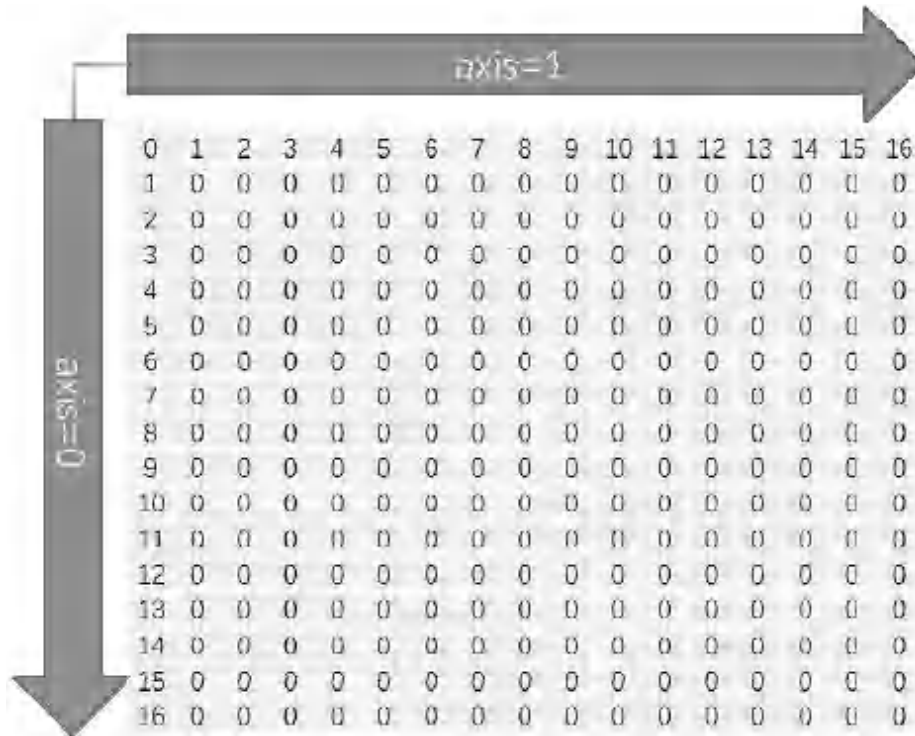 axis=1
axis=0
0 1 2 3 4 5 6 7 8 9 10 11 12 13 14 15 16
1 0 0 0 0 0 0 0 0 0 0 0 0 0 0 0 0
2 0 0 0 0 0 0 0 0 0 0 0 0 0 0 0 0
3 0 0 0 0 0 0 0 0 0 0 0 0 0 0 0 0
4 0 0 0 0 0 0 0 0 0 0 0 0 0 0 0 0
5 0 0 0 0 0 0 0 0 0 0 0 0 0 0 0 0
6 0 0 0 0 0 0 0 0 0 0 0 0 0 0 0 0
7 0 0 0 0 0 0 0 0 0 0 0 0 0 0 0 0
8 0 0 0 0 0 0 0 0 0 0 0 0 0 0 0 0
9 0 0 0 0 0 0 0 0 0 0 0 0 0 0 0 0
10 0 0 0 0 0 0 0 0 0 0 0 0 0 0 0 0
11 0 0 0 0 0 0 0 0 0 0 0 0 0 0 0 0
12 0 0 0 0 0 0 0 0 0 0 0 0 0 0 0 0
13 0 0 0 0 0 0 0 0 0 0 0 0 0 0 0 0
14 0 0 0 0 0 0 0 0 0 0 0 0 0 0 0 0
15 0 0 0 0 0 0 0 0 0 0 0 0 0 0 0 0
16 0 0 0 0 0 0 0 0 0 0 0 0 0 0 0 0